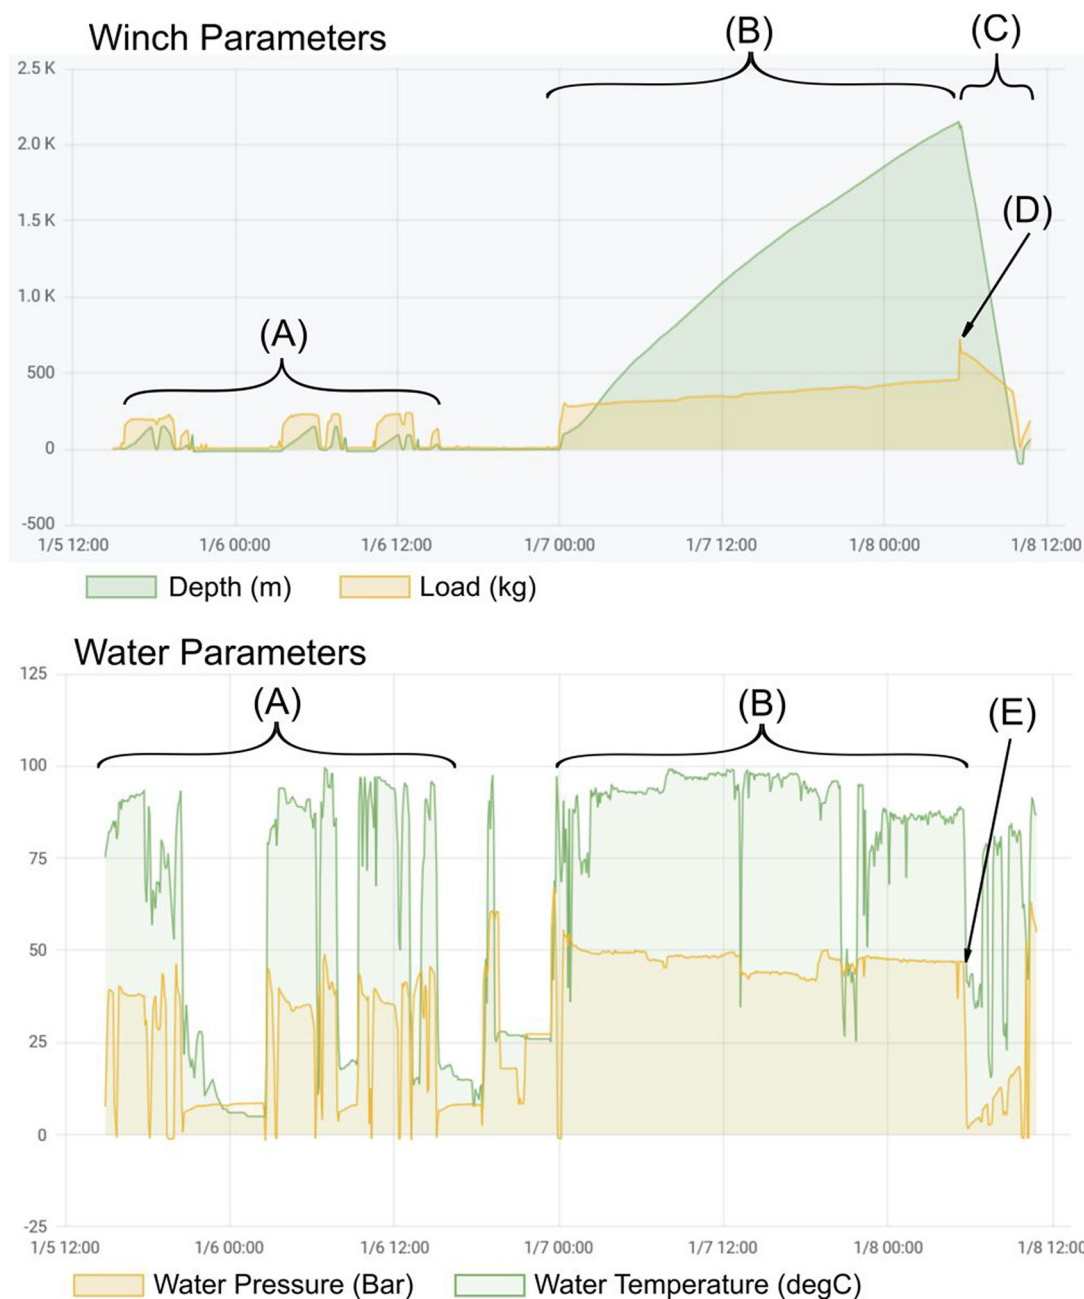 Winch Parameters
(B)
(C)
2.5 K
2.0 K
(D)
1.5 K
1.0 K
(A)
500
0
-500
1/5 12:00 1/6 00:00 1/6 12:00 1/7 00:00 1/7 12:00 1/8 00:00 1/8 12:00
Depth (m) Load (kg)
Water Parameters
125
(A) (B) (E)
100
75
50
25
0
-25
1/5 12:00 1/6 00:00 1/6 12:00 1/7 00:00 1/7 12:00 1/8 00:00 1/8 12:00
Water Pressure (Bar) Water Temperature (degC)